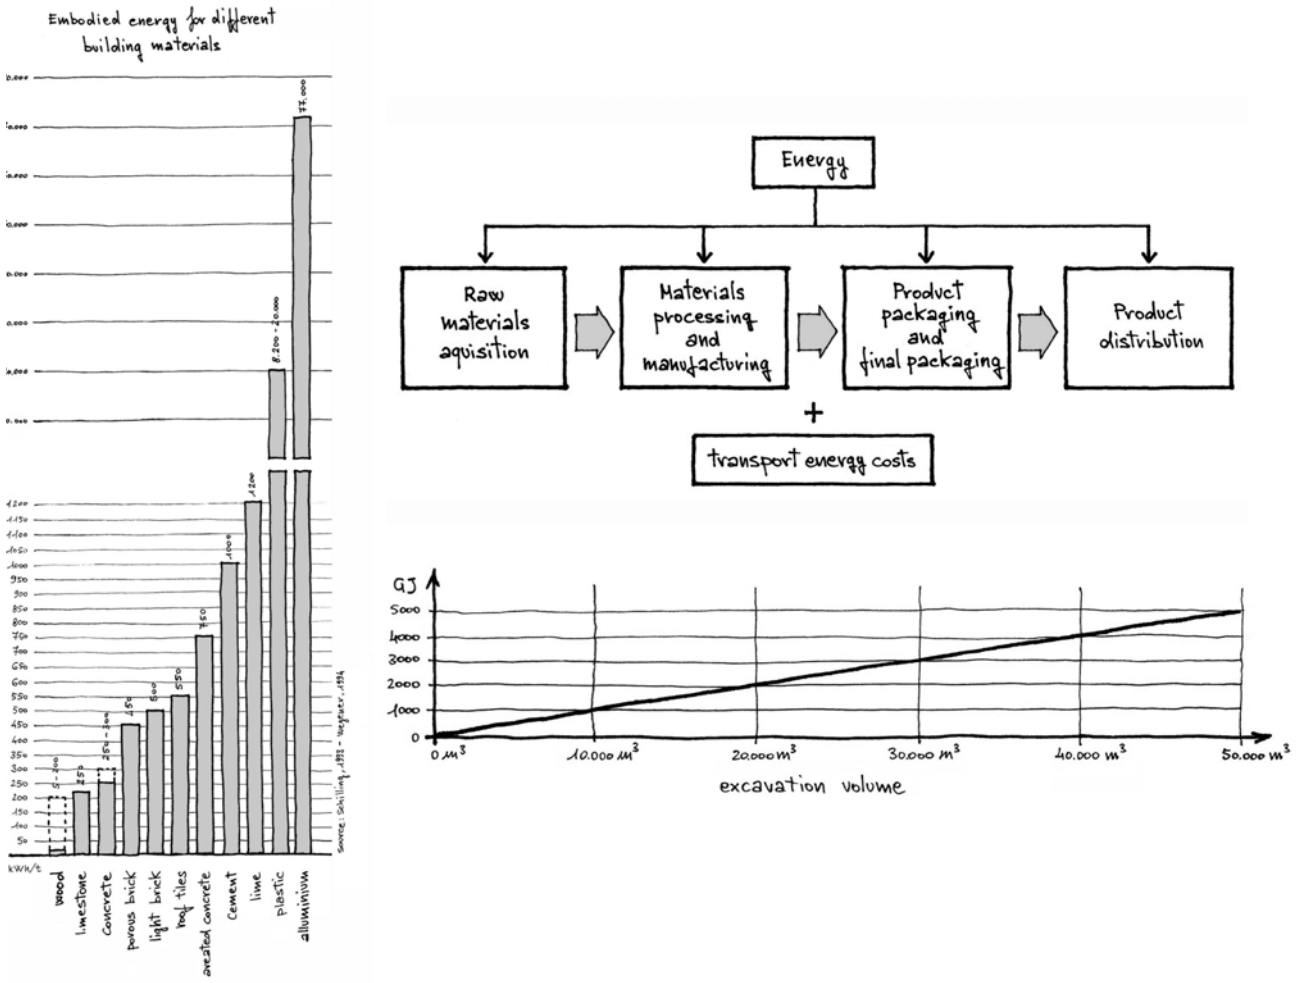 Embodied energy for different
building materials
77.000
8.200 - 20.000
1200
1000
750
550
500
450
250 - 300
250
5 - 200
1200
1150
1100
1050
1000
950
900
850
800
750
700
650
600
550
500
450
400
350
300
250
200
150
100
50
kWh/t
wood
limestone
concrete
porous brick
light brick
roof tiles
areated concrete
cement
lime
plastic
alluminium
source: schilling, 1993 - wegener, 1994
Energy
Raw
materials
aquisition
Materials
processing
and
manufacturing
Product
packaging
and
final packaging
Product
distribution
+
transport energy costs
GJ
5000
4000
3000
2000
1000
0
0 m³
10.000 m³
20.000 m³
30.000 m³
40.000 m³
50.000 m³
excavation volume